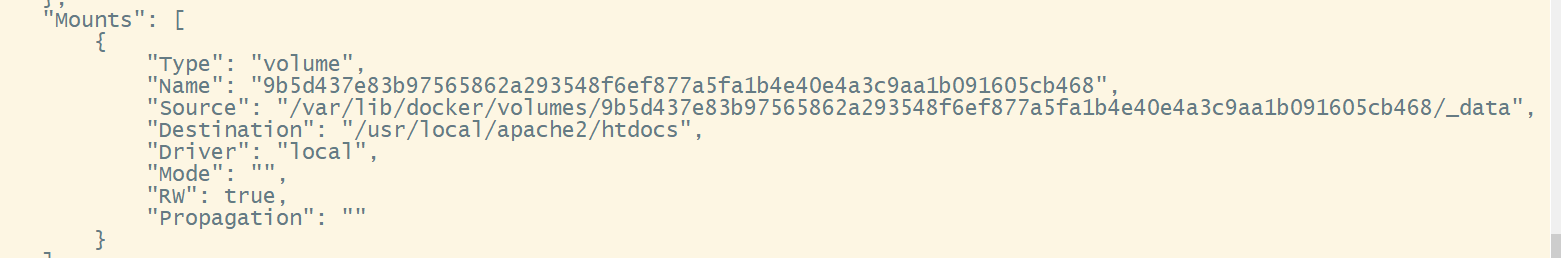 },
"Mounts": [
{
"Type": "volume",
"Name": "9b5d437e83b97565862a293548f6ef877a5fa1b4e40e4a3c9aa1b091605cb468",
"Source": "/var/lib/docker/volumes/9b5d437e83b97565862a293548f6ef877a5fa1b4e40e4a3c9aa1b091605cb468/_data",
"Destination": "/usr/local/apache2/htdocs",
"Driver": "local",
"Mode": "",
"RW": true,
"Propagation": ""
}
]